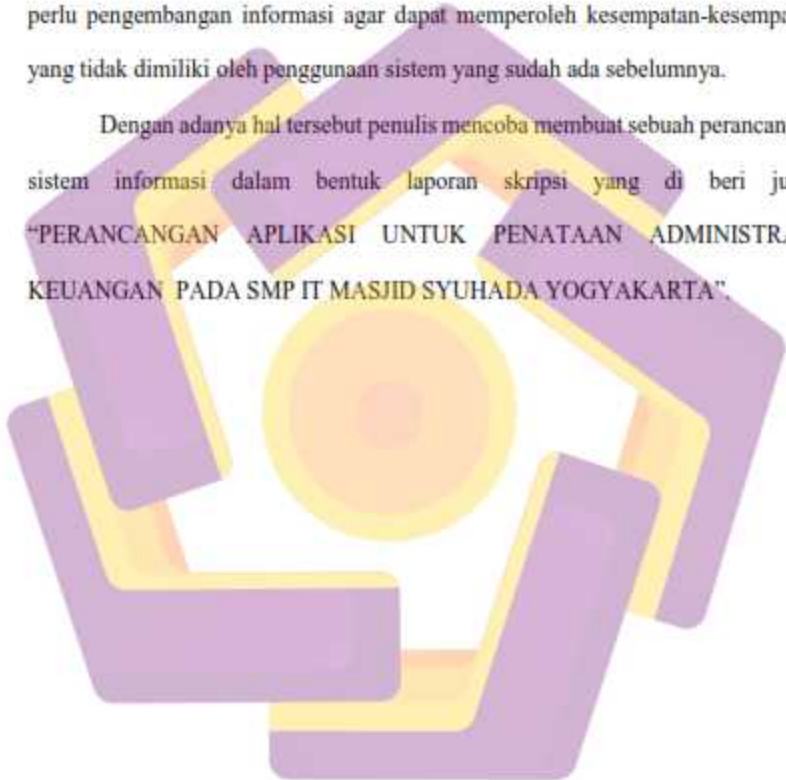 perlu pengembangan informasi agar dapat memperoleh kesempatan-kesempa
yang tidak dimiliki oleh penggunaan sistem yang sudah ada sebelumnya.
Dengan adanya hal tersebut penulis mencoba membuat sebuah perancan
sistem informasi dalam bentuk laporan skripsi yang di beri ju
“PERANCANGAN APLIKASI UNTUK PENATAAN ADMINISTRA
KEUANGAN PADA SMP IT MASJID SYUHADA YOGYAKARTA”.